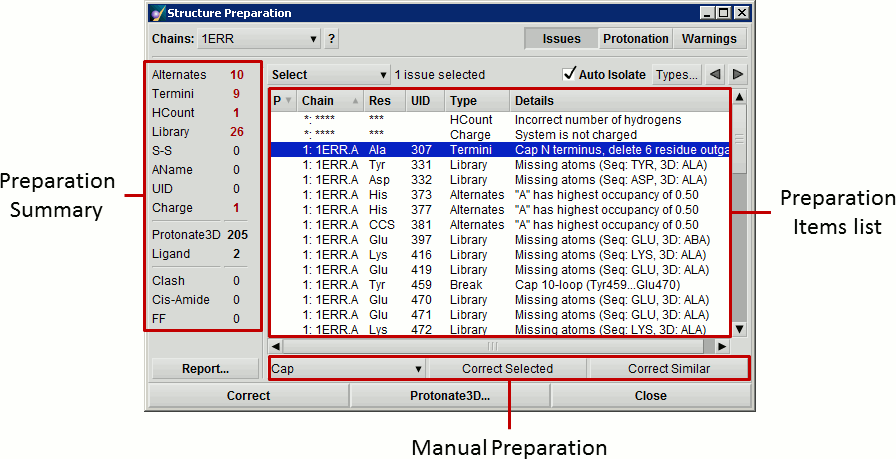 Structure Preparation
Chains: 1ERR ? Issues Protonation Warnings
Alternates 10
Termini 9
HCount 1
Library 26
S-S 0
AName 0
UID 0
Charge 1
Protonate3D 205
Ligand 2
Clash 0
Cis-Amide 0
FF 0
Report...
Select 1 issue selected Auto Isolate Types...
P Chain Res UID Type Details
*: **** *** HCount Incorrect number of hydrogens
*: **** *** Charge System is not charged
1: 1ERR.A Ala 307 Termini Cap N terminus, delete 6 residue outga
1: 1ERR.A Tyr 331 Library Missing atoms (Seq: TYR, 3D: ALA)
1: 1ERR.A Asp 332 Library Missing atoms (Seq: ASP, 3D: ALA)
1: 1ERR.A His 373 Alternates "A" has highest occupancy of 0.50
1: 1ERR.A His 377 Alternates "A" has highest occupancy of 0.50
1: 1ERR.A CCS 381 Alternates "A" has highest occupancy of 0.50
1: 1ERR.A Glu 397 Library Missing atoms (Seq: GLU, 3D: ABA)
1: 1ERR.A Lys 416 Library Missing atoms (Seq: LYS, 3D: ALA)
1: 1ERR.A Glu 419 Library Missing atoms (Seq: GLU, 3D: ALA)
1: 1ERR.A Tyr 459 Break Cap 10-loop (Tyr459...Glu470)
1: 1ERR.A Glu 470 Library Missing atoms (Seq: GLU, 3D: ALA)
1: 1ERR.A Glu 471 Library Missing atoms (Seq: GLU, 3D: ALA)
1: 1ERR.A Lys 472 Library Missing atoms (Seq: LYS, 3D: ALA)
Cap Correct Selected Correct Similar
Correct Protonate3D... Close
Preparation
Summary
Preparation
Items list
Manual Preparation